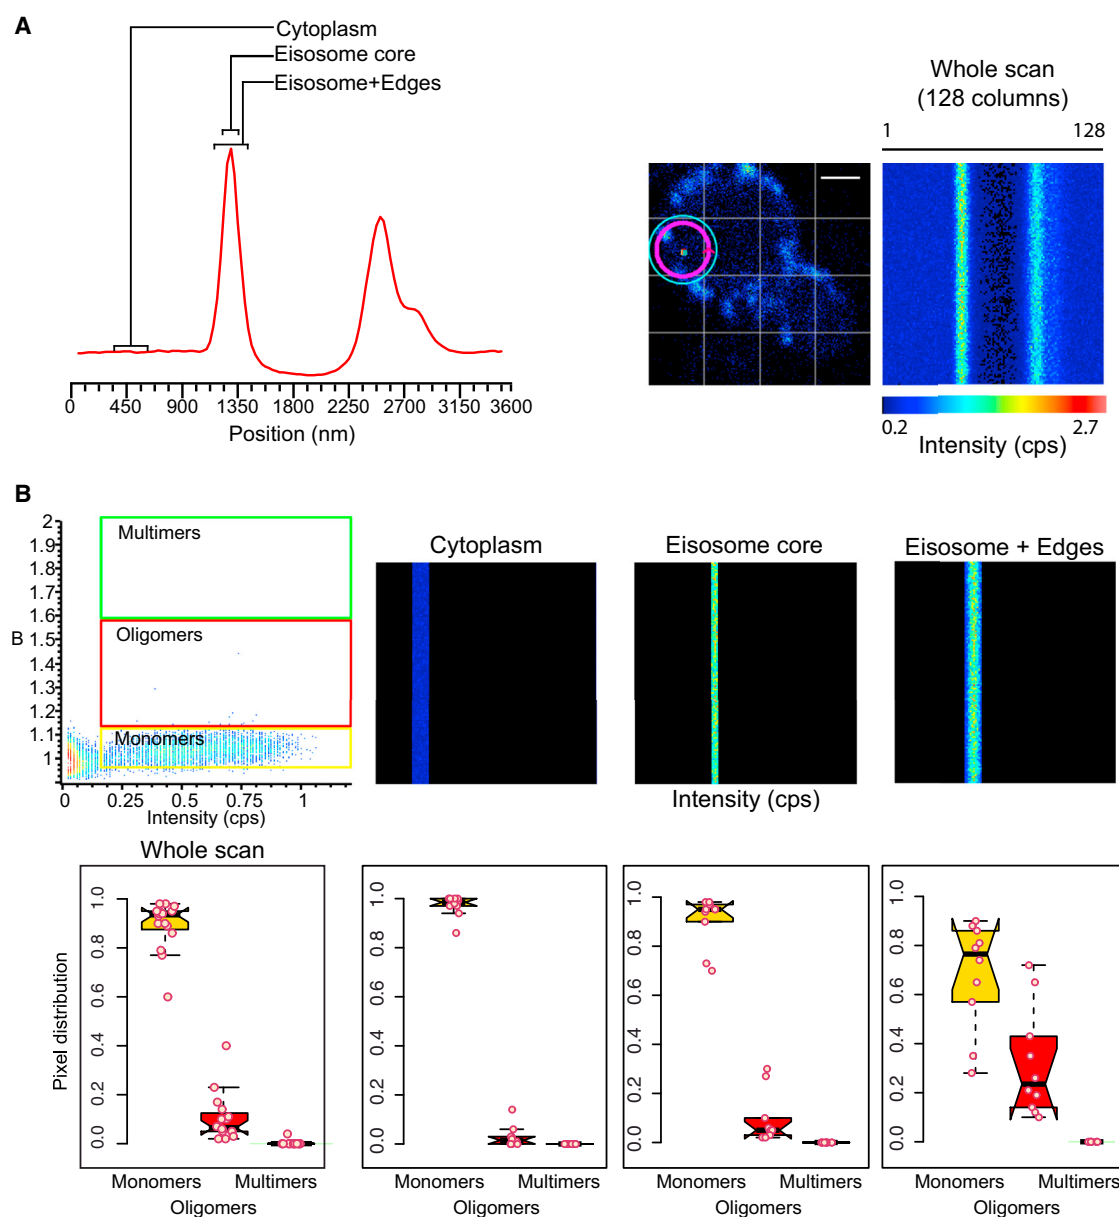 A
Cytoplasm
Eisosome core
Eisosome+Edges
0 450 900 1350 1800 2250 2700 3150 3600
Position (nm)
Whole scan
(128 columns)
1 128
0.2 2.7
Intensity (cps)
B
2
1.9
1.8
1.7
1.6
1.5
1.4
1.3
1.2
1.1
1
B
Multimers
Oligomers
Monomers
0 0.25 0.5 0.75 1
Intensity (cps)
Cytoplasm
Eisosome core
Eisosome + Edges
Intensity (cps)
Whole scan
Pixel distribution
1.0
0.8
0.6
0.4
0.2
0.0
Monomers Multimers
Oligomers
1.0
0.8
0.6
0.4
0.2
0.0
Monomers Multimers
Oligomers
1.0
0.8
0.6
0.4
0.2
0.0
Monomers Multimers
Oligomers
1.0
0.8
0.6
0.4
0.2
0.0
Monomers Multimers
Oligomers